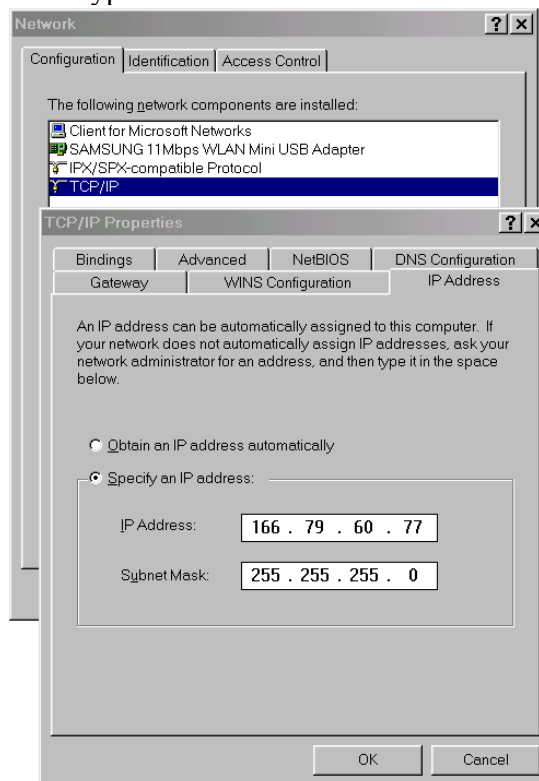 Network
Configuration Identification Access Control
The following network components are installed:
Client for Microsoft Networks
SAMSUNG 11Mbps WLAN Mini USB Adapter
IPX/SPX-compatible Protocol
TCP/IP
TCP/IP Properties
Bindings Advanced NetBIOS DNS Configuration
Gateway WINS Configuration IP Address
An IP address can be automatically assigned to this computer. If
your network does not automatically assign IP addresses, ask your
network administrator for an address, and then type it in the space
below.
Obtain an IP address automatically
Specify an IP address:
IP Address: 166 . 79 . 60 . 77
Subnet Mask: 255 . 255 . 255 . 0
OK Cancel